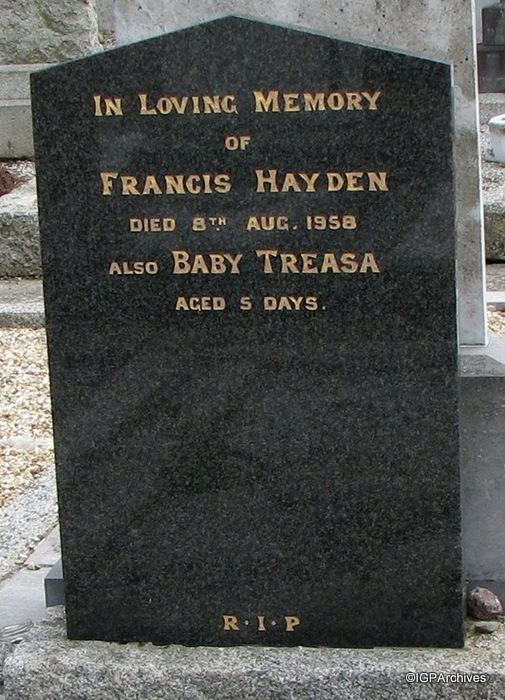 In Loving Memory
OF
Francis Hayden
DIED 8TH AUG. 1958
ALSO Baby Treasa
AGED 5 DAYS.
R·I·P
©IGPArchives